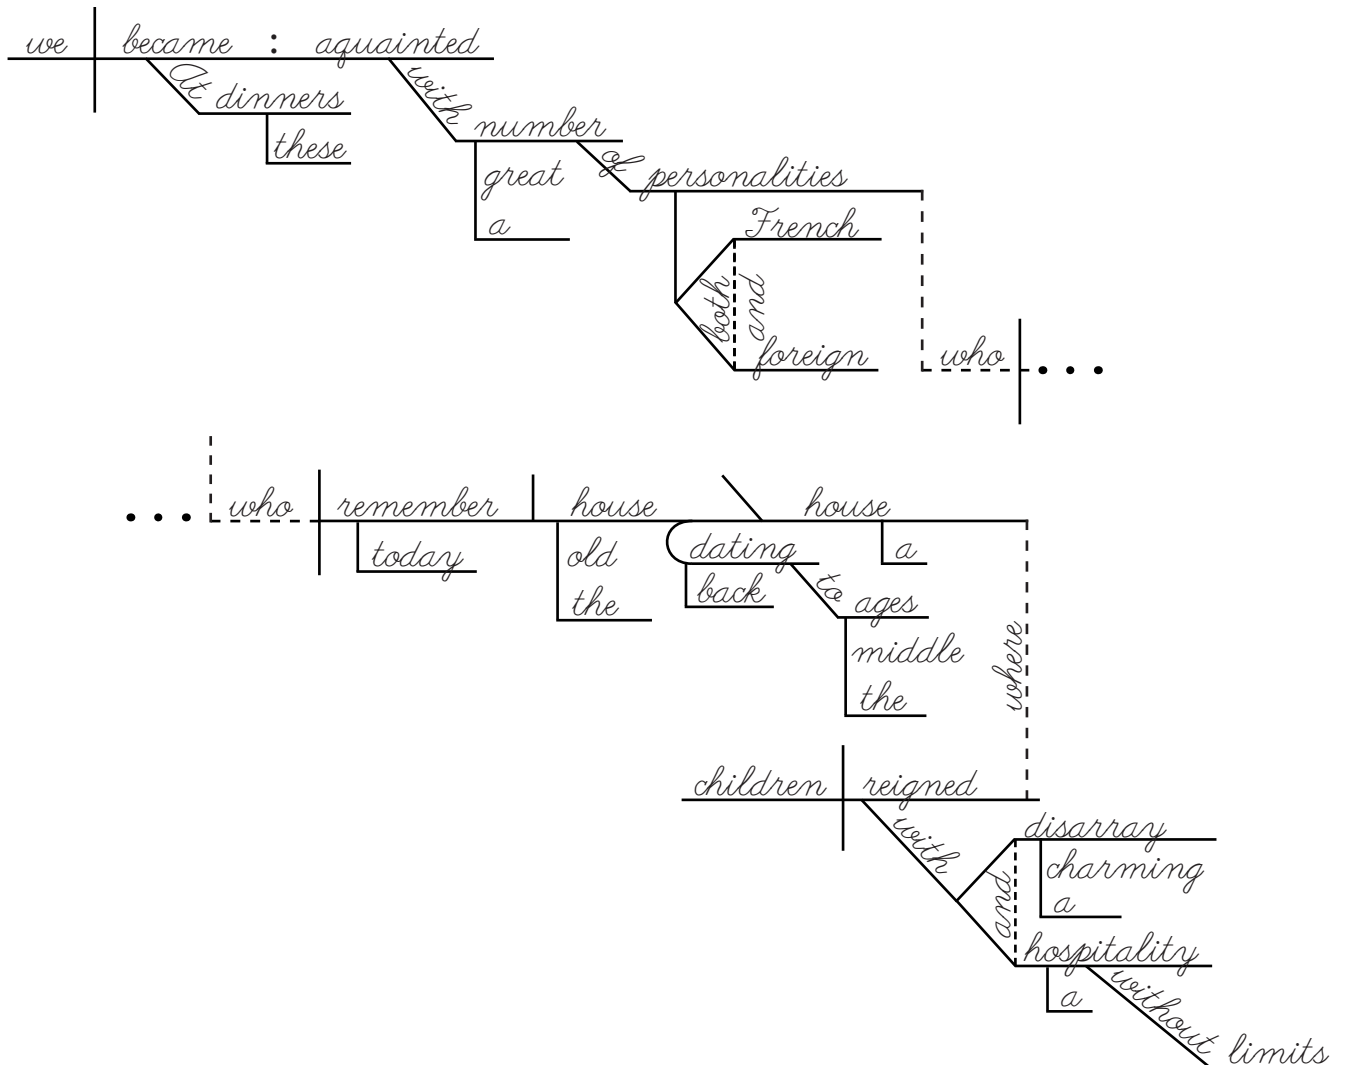 we became : aquainted
At dinners
these
with number
great
a
of personalities
French
both and
foreign
who . . .
. . . who remember house house
today
old
the
dating
back
to ages
middle
the
a
where
children reigned
with disarray
charming
a
and
hospitality
a
without limits